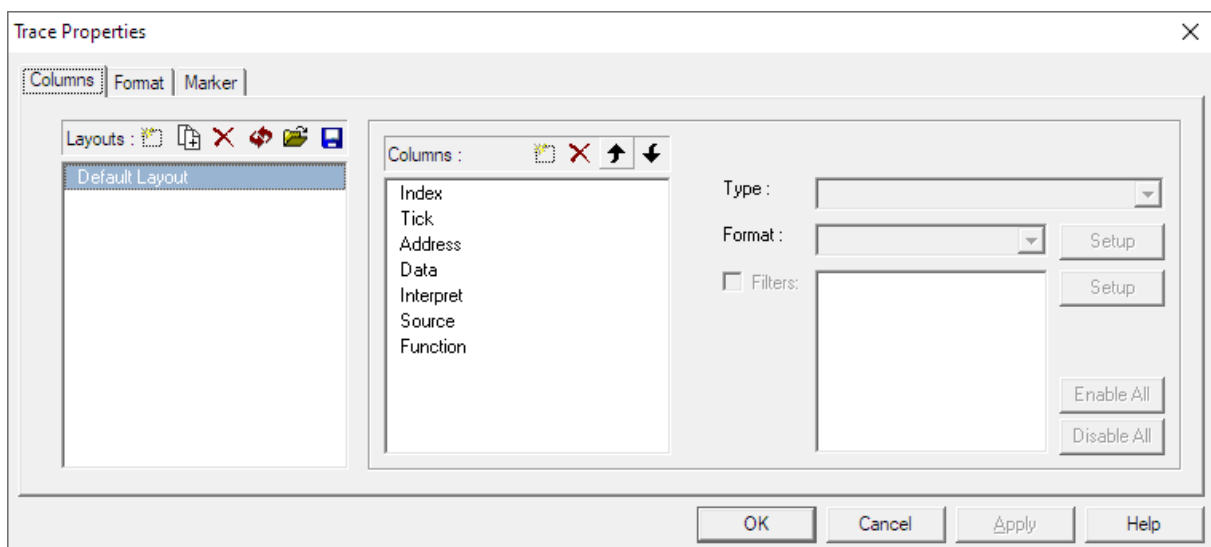 Trace Properties
Columns Format Marker
Layouts :
Default Layout
Columns :
Index
Tick
Address
Data
Interpret
Source
Function
Type :
Format :
Setup
Filters:
Setup
Enable All
Disable All
OK Cancel Apply Help